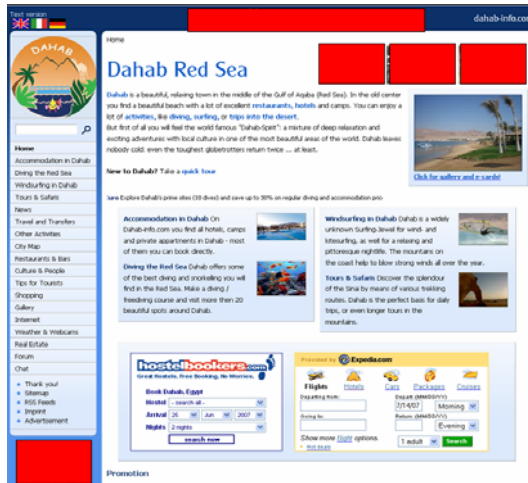 Text version
dahab-info.co
DAHAB
Home
Dahab Red Sea
Dahab is a beautiful, relaxing town in the middle of the Gulf of Aqaba (Red Sea). In the old center
you find a beautiful beach with a lot of excellent restaurants, hotels and camps. You can enjoy a
lot of activities, like diving, surfing, or trips into the desert.
But first of all you will feel the world famous "Dahab-Spirit": a mixture of deep relaxation and
exciting adventures with local culture in one of the most beautiful areas of the world. Dahab leaves
nobody cold: even the toughest globetrotters return twice ... at least.
Click for gallery and e-cards!
New to Dahab? Take a quick tour
Explore Dahab's prime sites (10 dives) and save up to 30% on regular diving and accommodation pric
Home
Accommodation in Dahab
Diving the Red Sea
Windsurfing in Dahab
Tours & Safaris
News
Travel and Transfers
Other Activities
City Map
Restaurants & Bars
Culture & People
Tips for Tourists
Shopping
Gallery
Internet
Weather & Webcams
Real Estate
Forum
Chat
Thank you!
Sitemap
RSS Feeds
Imprint
Advertisement
Accommodation in Dahab On
Dahab-info.com you find all hotels, camps
and private appartments in Dahab - most
of them you can book directly.
Diving the Red Sea Dahab offers some
of the best diving and snorkeling you will
find in the Red Sea. Make a diving /
freediving course and visit more then 20
beautiful spots around Dahab.
Windsurfing in Dahab Dahab is a widely
unknown Surfing-Jewel for wind- and
kitesurfing, as well for a relaxing and
pittoresque nightlife. The mountains on
the coast help to blow strong winds all over the year.
Tours & Safaris Discover the splendour
of the Sinai by means of various trekking
routes. Dahab is the perfect basis for daily
trips, or even longer tours in the
mountains.
hostelbookers.com
Great Hostels, Free Booking, No Worries.
Book Dahab, Egypt
Hostel - search all -
Arrival 26 Jun 2007
Nights 2 nights
search now
Provided by Expedia.com
Flights Hotels Cars Packages Cruises
Departing from: Depart (MM/DD/YY)
7/14/07 Morning
Going to: Return (MM/DD/YY)
Evening
Show more flight options.
1 adult Search
Promotion